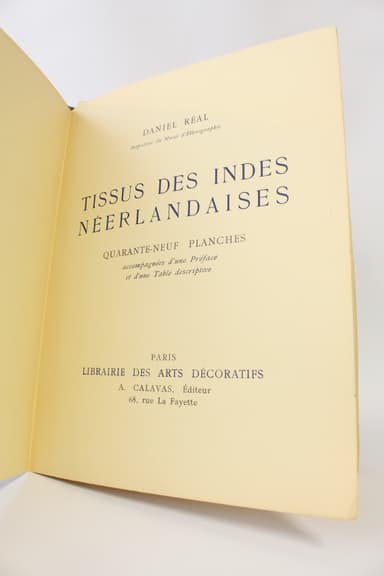 DANIEL RÉAL
Inspecteur du Musée d'Ethnographie
TISSUS DES INDES
NÉERLANDAISES
QUARANTE-NEUF PLANCHES
accompagnées d'une Préface
et d'une Table descriptive
PARIS
LIBRAIRIE DES ARTS DÉCORATIFS
A. CALAVAS, Éditeur
68, rue La Fayette